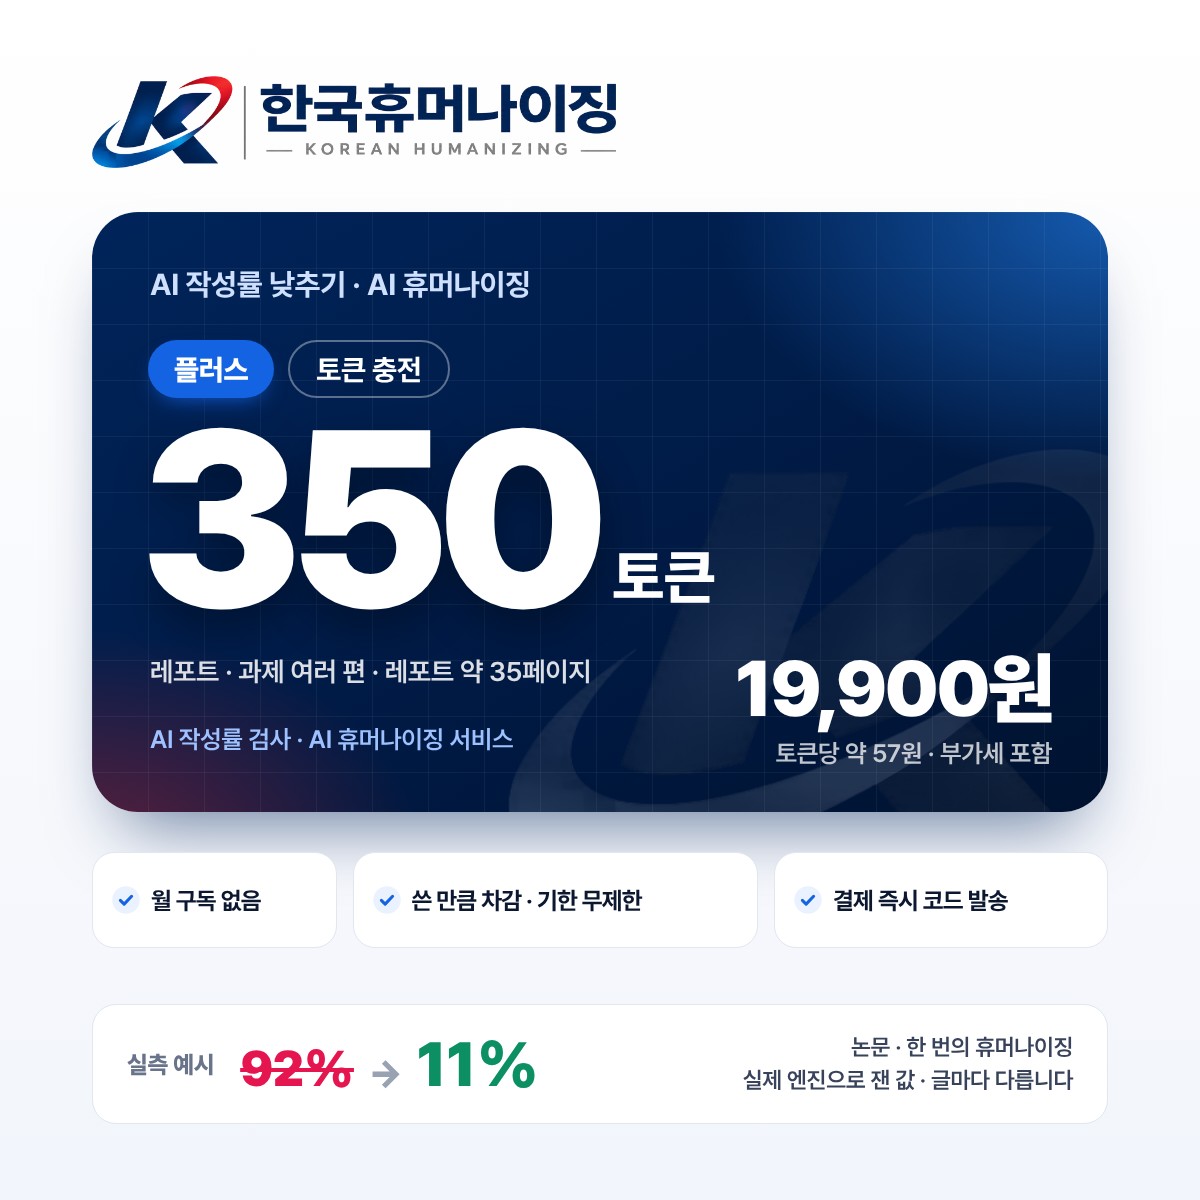 한국휴머나이징
KOREAN HUMANIZING
AI 작성률 낮추기 · AI 휴머나이징
플러스
토큰 충전
350 토큰
레포트 · 과제 여러 편 · 레포트 약 35페이지
AI 작성률 검사 · AI 휴머나이징 서비스
19,900원
토큰당 약 57원 · 부가세 포함
월 구독 없음
쓴 만큼 차감 · 기한 무제한
결제 즉시 코드 발송
실측 예시
92% → 11%
논문 · 한 번의 휴머나이징
실제 엔진으로 잰 값 · 글마다 다릅니다